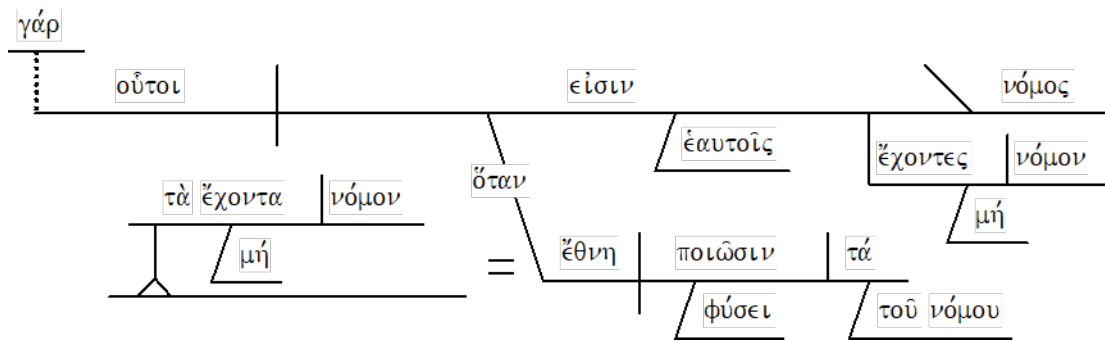 γάρ
οὗτοι εἰσιν νόμος
ἑαυτοῖς ἔχοντες νόμον
ὅταν
τὰ ἔχοντα νόμον
μή
μή
= ἔθνη ποιῶσιν τά
φύσει τοῦ νόμου